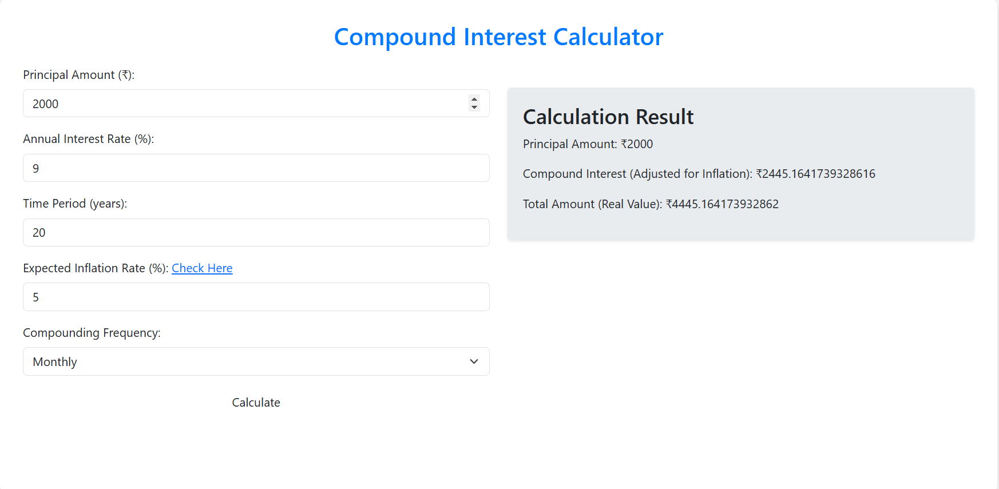 Compound Interest Calculator
Principal Amount (₹):
2000
Annual Interest Rate (%):
9
Time Period (years):
20
Expected Inflation Rate (%): Check Here
5
Compounding Frequency:
Monthly
Calculate
Calculation Result
Principal Amount: ₹2000
Compound Interest (Adjusted for Inflation): ₹2445.1641739328616
Total Amount (Real Value): ₹4445.164173932862